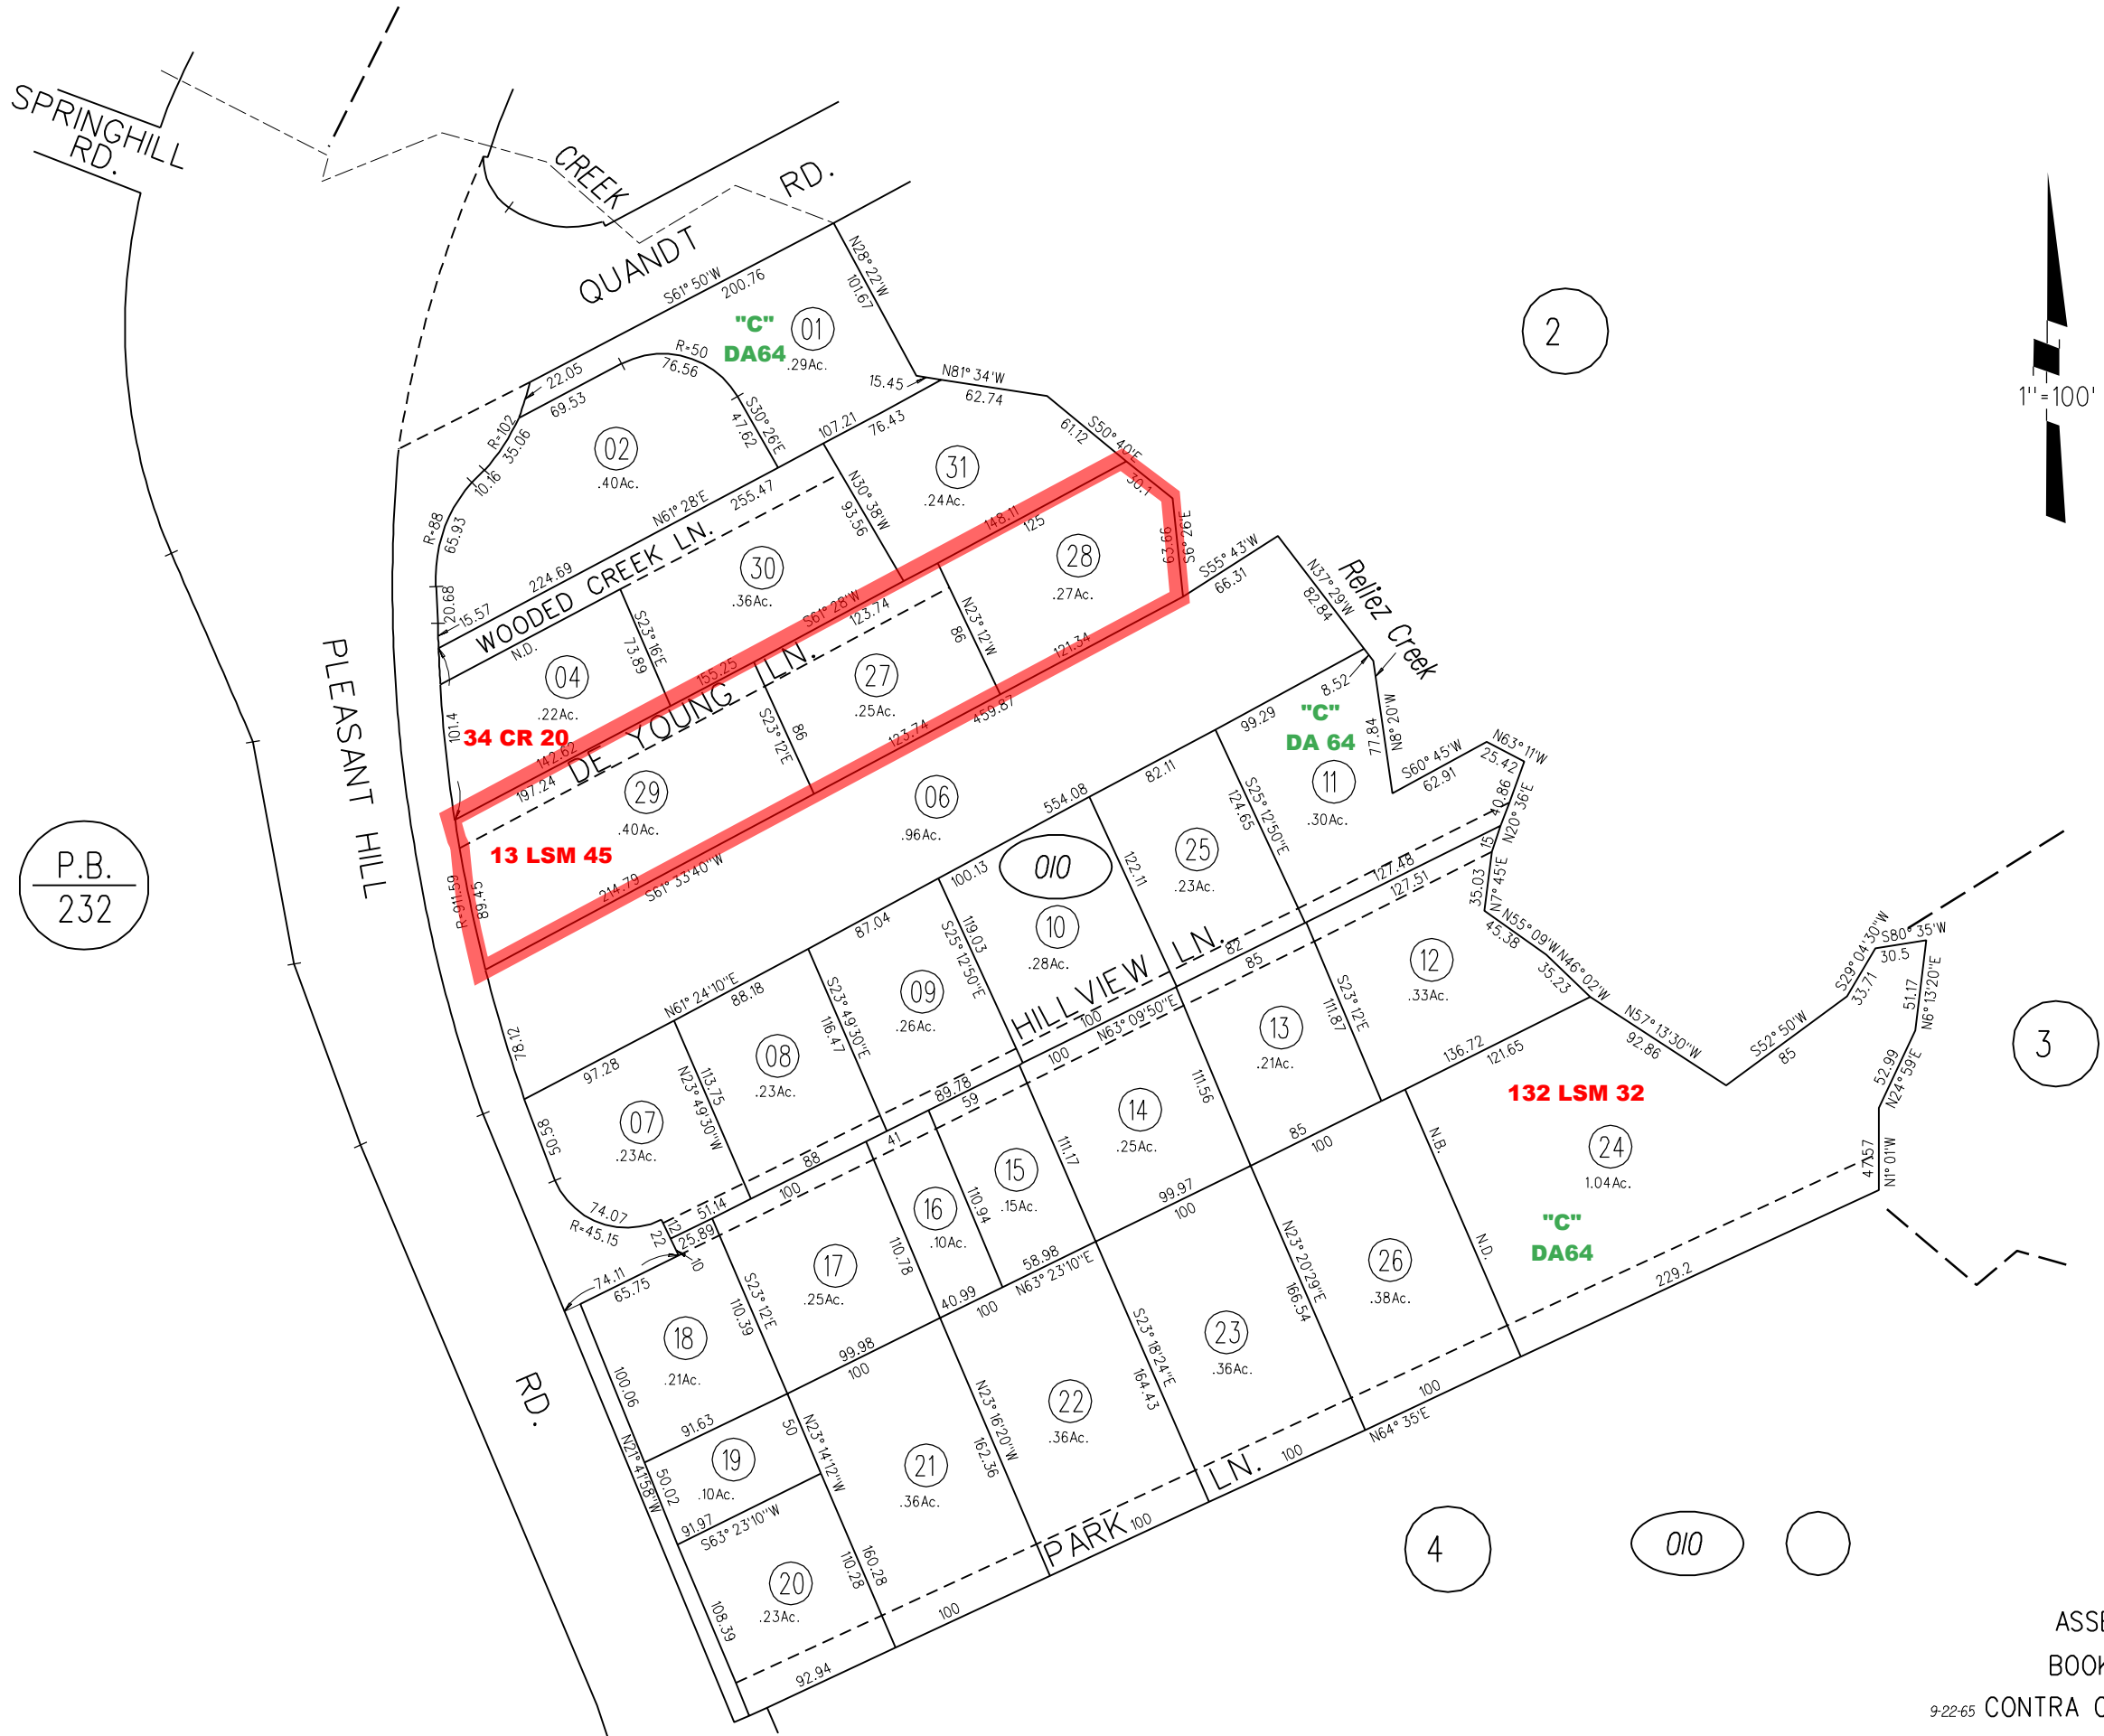 SPRINGHILL
RD.
CREEK
QUANDT RD.
S61° 50'W
200.76
N28° 22'W
101.67
"C"
DA64
01
.29Ac.
2
1"=100'
22.05
69.53
R=50
76.56
S30° 26'E
47.62
15.45
N81° 34'W
62.74
S50° 40'E
61.12
30.1
R=102
35.06
10.16
R=88
65.93
20.68
15.57
02
.40Ac.
107.21
76.43
31
.24Ac.
N61° 28'E
255.47
224.69
WOODED CREEK LN.
N.D.
N30° 38'W
93.56
30
.36Ac.
148.11
125
28
.27Ac.
63.66
S6° 26'E
S55° 43'W
66.31
N37° 29'W
82.84
Reliez Creek
S23° 16'E
73.89
04
.22Ac.
101.4
34 CR 20
142.62
155.25
S61° 28'W
123.74
N23° 12'W
86
27
.25Ac.
121.34
DE YOUNG LN.
197.24
29
.40Ac.
S23° 12'E
86
123.74
459.87
13 LSM 45
214.79
S61° 33'40"W
R=911.59
89.45
06
.96Ac.
PLEASANT HILL
P.B.
232
8.52
99.29
"C"
DA 64
77.84
N8° 20'W
S60° 45'W
62.91
N63° 11'W
25.42
40.86
N20° 36'E
11
.30Ac.
82.11
554.08
S25° 12'50"E
124.65
25
.23Ac.
122.11
010
100.13
10
.28Ac.
127.48
127.51
15
35.03
N7° 45'E
N55° 09'W
45.38
N46° 02'W
35.23
N57° 13'30"W
92.86
S52° 50'W
85
S29° 04'30"W
33.71
S80° 35'W
30.5
51.17
N6° 13'20"E
52.99
N24° 59'E
47.57
N1° 01'W
3
87.04
119.03
S25° 12'50"E
09
.26Ac.
N61° 24'10"E
88.18
S23° 49'30"E
116.47
08
.23Ac.
78.12
97.28
N23° 49'30"W
113.75
07
.23Ac.
50.58
74.07
R=45.15
HILLVIEW LN.
82
85
100
N63° 09'50"E
100
89.78
59
41
88
100
51.14
25.89
12
22
10
12
.33Ac.
S23° 12'E
111.87
13
.21Ac.
136.72
121.65
132 LSM 32
111.56
14
.25Ac.
111.17
15
.15Ac.
110.94
16
.10Ac.
110.78
17
.25Ac.
85
100
99.97
100
58.98
N63° 23'10"E
40.99
100
99.98
100
74.11
65.75
S23° 12'E
110.39
18
.21Ac.
100.06
91.63
N.B.
N.D.
24
1.04Ac.
"C"
DA64
229.2
N23° 20'29"E
166.54
26
.38Ac.
S23° 18'24"E
164.43
23
.36Ac.
N23° 16'20"W
162.36
22
.36Ac.
N23° 14'12"W
50
160.28
110.28
21
.36Ac.
RD.
N21° 41'58"W
50.02
19
.10Ac.
91.97
S63° 23'10"W
108.39
20
.23Ac.
92.94
100
PARK LN.
100
100
N64° 35'E
100
4
010
ASSE
BOOK
9-22-65 CONTRA C